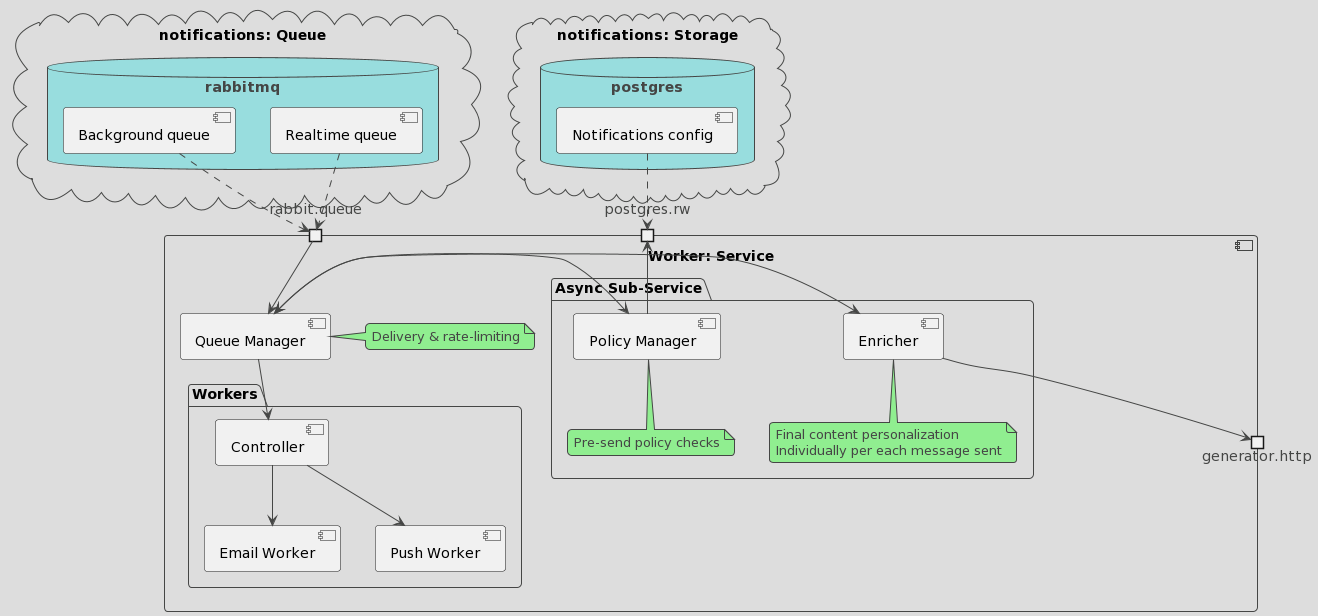 notifications: Queue
notifications: Storage
rabbitmq
postgres
Background queue
Realtime queue
Notifications config
rabbit.queue
postgres.rw
Worker: Service
Async Sub-Service
Queue Manager
Delivery & rate-limiting
Policy Manager
Enricher
Workers
Controller
Pre-send policy checks
Final content personalization
Individually per each message sent
generator.http
Email Worker
Push Worker